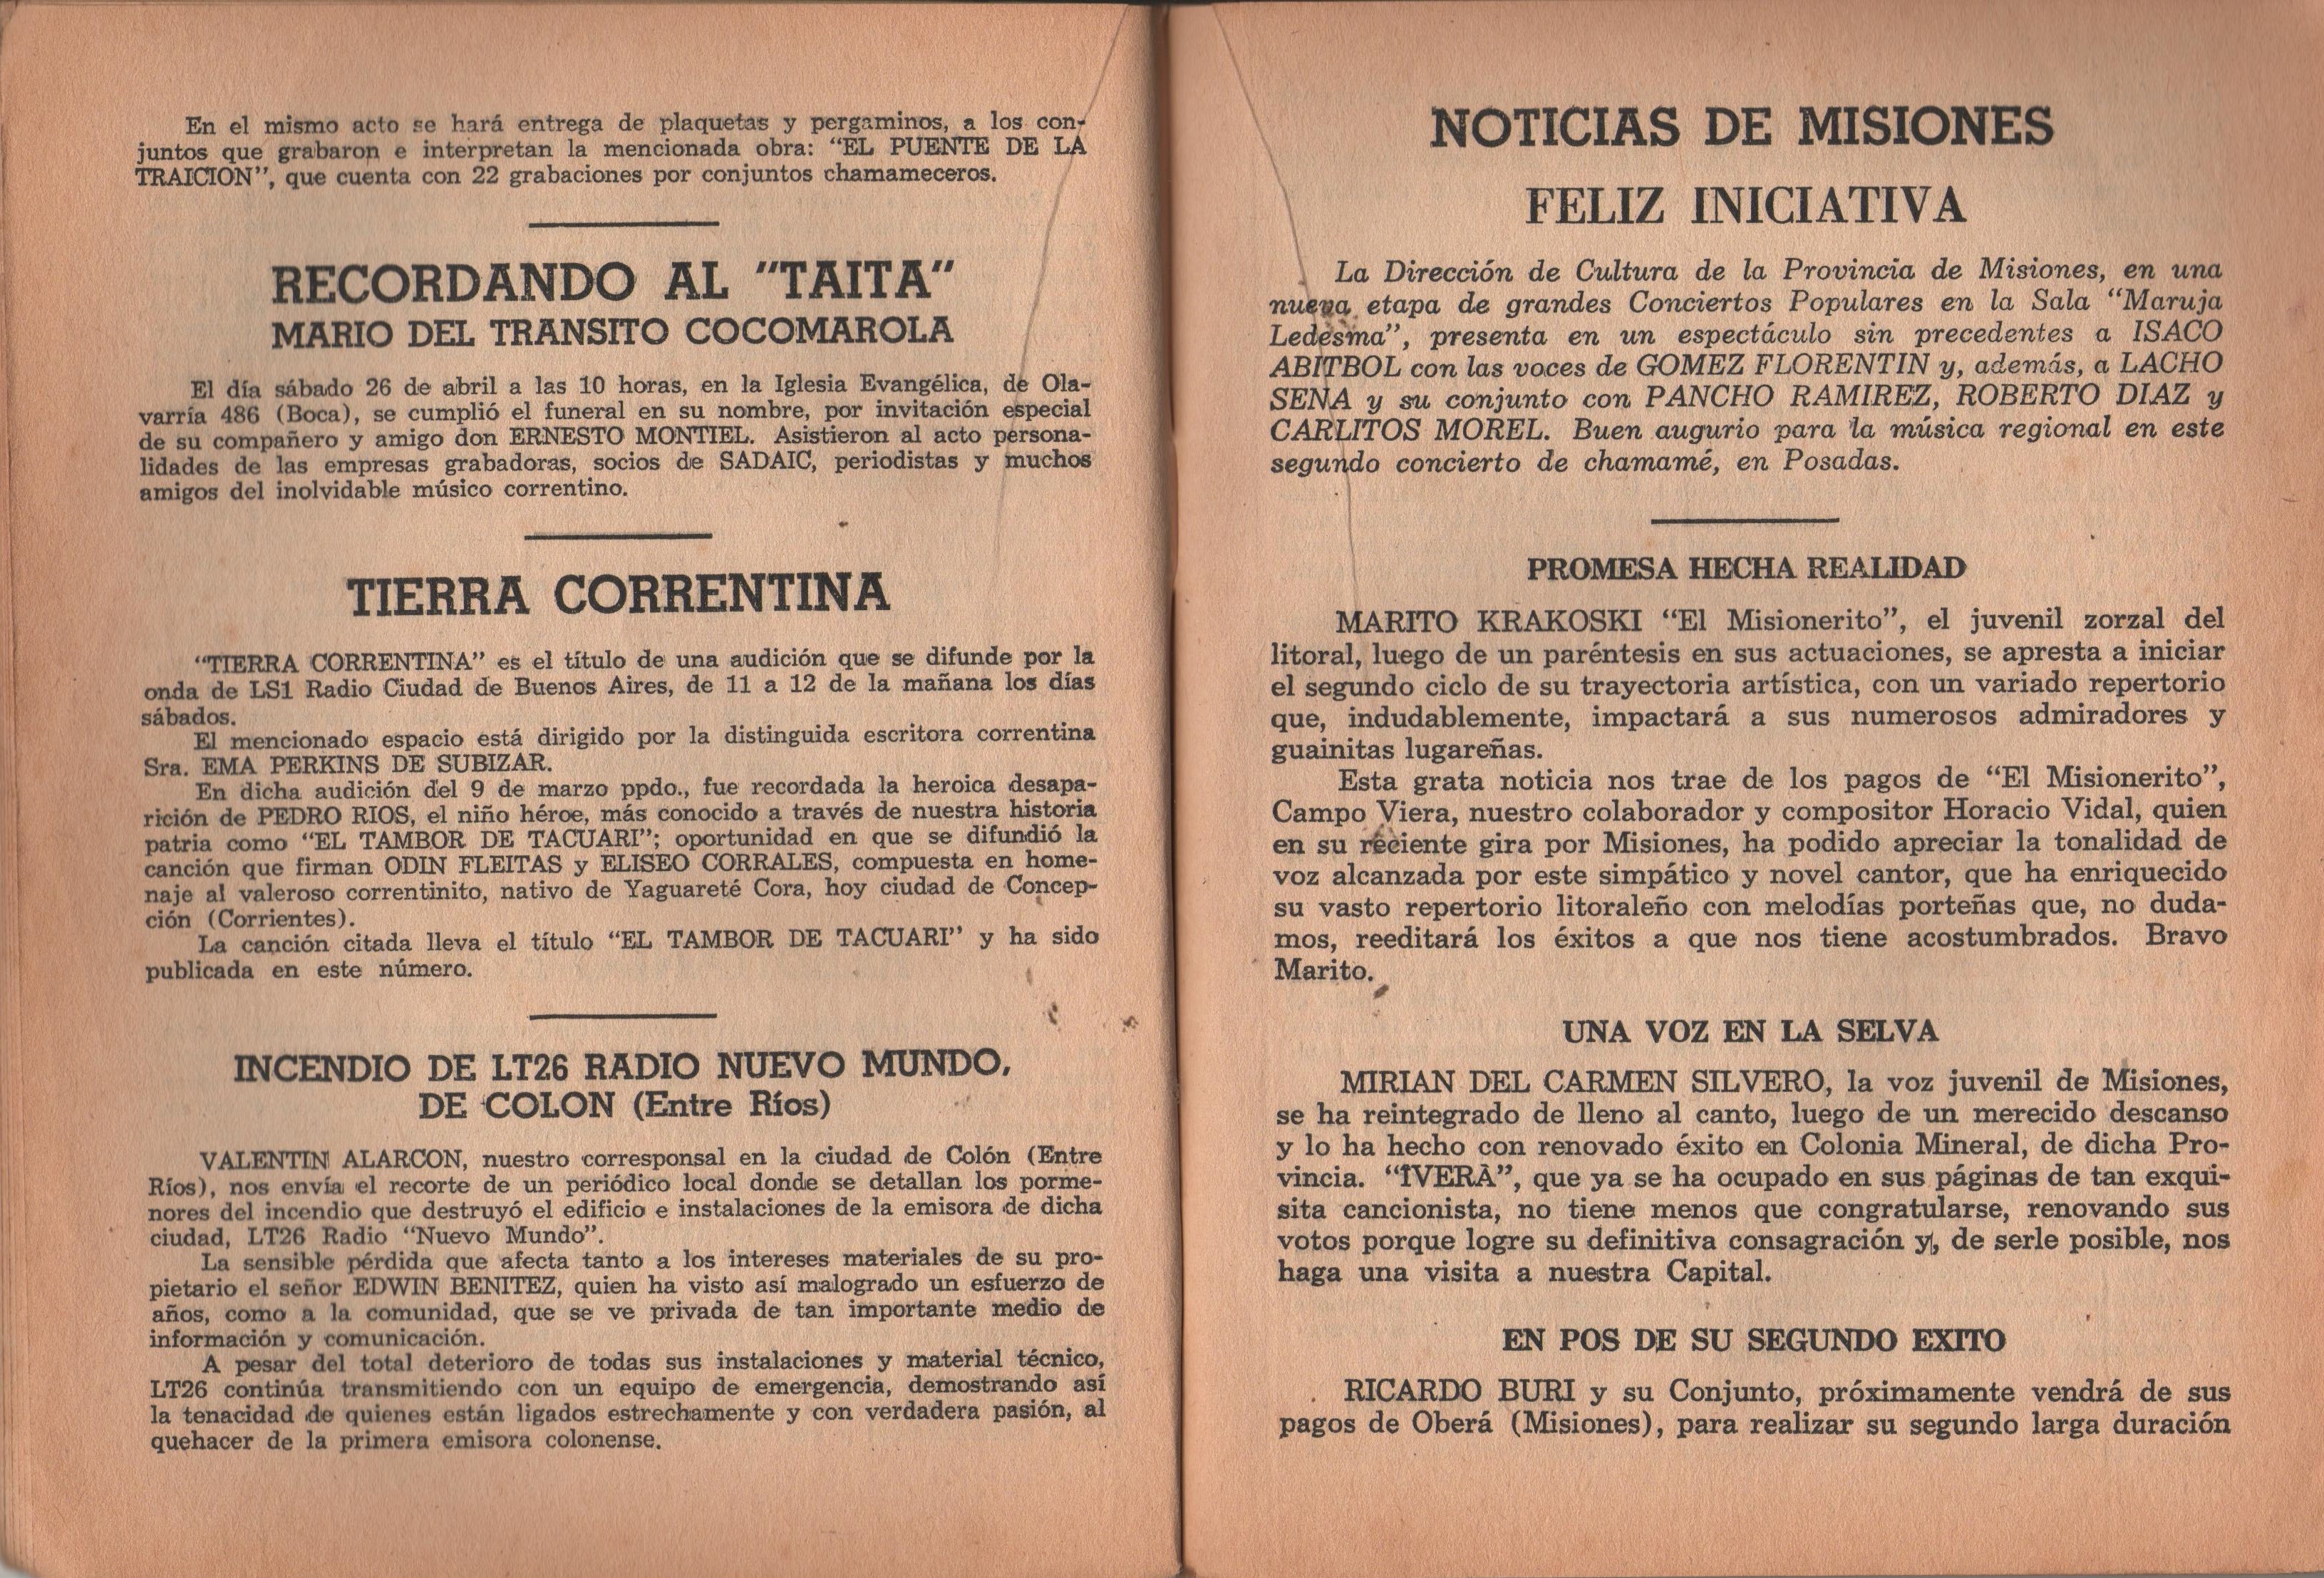 En el mismo acto se hará entrega de plaquetas y pergaminos, a los con-
juntos que grabaron e interpretan la mencionada obra: “EL PUENTE DE LA
TRAICION”, que cuenta con 22 grabaciones por conjuntos chamameceros.
RECORDANDO AL "TAITA"
MARIO DEL TRANSITO COCOMAROLA
El día sábado 26 de abril a las 10 horas, en la Iglesia Evangélica, de Ola-
varría 486 (Boca), se cumplió el funeral en su nombre, por invitación especial
de su compañero y amigo don ERNESTO MONTIEL. Asistieron al acto persona-
lidades de las empresas grabadoras, socios de SADAIC, periodistas y muchos
amigos del inolvidable músico correntino.
TIERRA CORRENTINA
“TIERRA CORRENTINA” es el título de una audición que se difunde por la
onda de LS1 Radio Ciudad de Buenos Aires, de 11 a 12 de la mañana los días
sábados.
El mencionado espacio está dirigido por la distinguida escritora correntina
Sra. EMA PERKINS DE SUBIZAR.
En dicha audición del 9 de marzo ppdo., fue recordada la heroica desapa-
rición de PEDRO RIOS, el niño héroe, más conocido a través de nuestra historia
patria como “EL TAMBOR DE TACUARI”; oportunidad en que se difundió la
canción que firman ODIN FLEITAS y ELISEO CORRALES, compuesta en home-
naje al valeroso correntinito, nativo de Yaguareté Cora, hoy ciudad de Concep-
ción (Corrientes).
La canción citada lleva el título “EL TAMBOR DE TACUARI” y ha sido
publicada en este número.
INCENDIO DE LT26 RADIO NUEVO MUNDO,
DE COLON (Entre Ríos)
VALENTIN ALARCON, nuestro corresponsal en la ciudad de Colón (Entre
Ríos), nos envía el recorte de un periódico local donde se detallan los porme-
nores del incendio que destruyó el edificio e instalaciones de la emisora de dicha
ciudad, LT26 Radio “Nuevo Mundo”.
La sensible pérdida que afecta tanto a los intereses materiales de su pro-
pietario el señor EDWIN BENITEZ, quien ha visto así malogrado un esfuerzo de
años, como a la comunidad, que se ve privada de tan importante medio de
información y comunicación.
A pesar del total deterioro de todas sus instalaciones y material técnico,
LT26 continúa transmitiendo con un equipo de emergencia, demostrando así
la tenacidad de quienes están ligados estrechamente y con verdadera pasión, al
quehacer de la primera emisora colonense.
NOTICIAS DE MISIONES
FELIZ INICIATIVA
La Dirección de Cultura de la Provincia de Misiones, en una
nueva etapa de grandes Conciertos Populares en la Sala “Maruja
Ledesma”, presenta en un espectáculo sin precedentes a ISACO
ABITBOL con las voces de GOMEZ FLORENTIN y, además, a LACHO
SENA y su conjunto con PANCHO RAMIREZ, ROBERTO DIAZ y
CARLITOS MOREL. Buen augurio para la música regional en este
segundo concierto de chamamé, en Posadas.
PROMESA HECHA REALIDAD
MARITO KRAKOSKI “El Misionerito”, el juvenil zorzal del
litoral, luego de un paréntesis en sus actuaciones, se apresta a iniciar
el segundo ciclo de su trayectoria artística, con un variado repertorio
que, indudablemente, impactará a sus numerosos admiradores y
guainitas lugareñas.
Esta grata noticia nos trae de los pagos de “El Misionerito”,
Campo Viera, nuestro colaborador y compositor Horacio Vidal, quien
en su reciente gira por Misiones, ha podido apreciar la tonalidad de
voz alcanzada por este simpático y novel cantor, que ha enriquecido
su vasto repertorio litoraleño con melodías porteñas que, no duda-
mos, reeditará los éxitos a que nos tiene acostumbrados. Bravo
Marito.
UNA VOZ EN LA SELVA
MIRIAN DEL CARMEN SILVERO, la voz juvenil de Misiones,
se ha reintegrado de lleno al canto, luego de un merecido descanso
y lo ha hecho con renovado éxito en Colonia Mineral, de dicha Pro-
vincia. “IVERA”, que ya se ha ocupado en sus páginas de tan exqui-
sita cancionista, no tiene menos que congratularse, renovando sus
votos porque logre su definitiva consagración y, de serle posible, nos
haga una visita a nuestra Capital.
EN POS DE SU SEGUNDO EXITO
RICARDO BURI y su Conjunto, próximamente vendrá de sus
pagos de Oberá (Misiones), para realizar su segundo larga duración